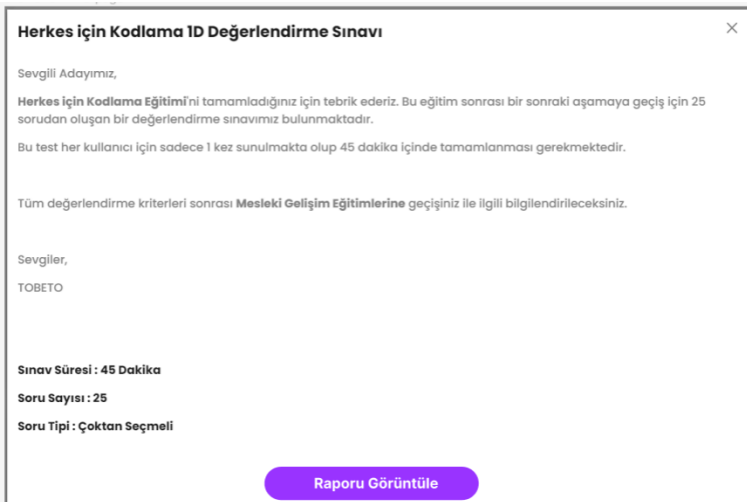 Herkes için Kodlama 1D Değerlendirme Sınavı
Sevgili Adayımız,
Herkes için Kodlama Eğitimi'ni tamamladığınız için tebrik ederiz. Bu eğitim sonrası bir sonraki aşamaya geçiş için 25
sorudan oluşan bir değerlendirme sınavımız bulunmaktadır.
Bu test her kullanıcı için sadece 1 kez sunulmakta olup 45 dakika içinde tamamlanması gerekmektedir.
Tüm değerlendirme kriterleri sonrası Mesleki Gelişim Eğitimlerine geçişiniz ile ilgili bilgilendirileceksiniz.
Sevgiler,
TOBETO
Sınav Süresi : 45 Dakika
Soru Sayısı : 25
Soru Tipi : Çoktan Seçmeli
Raporu Görüntüle